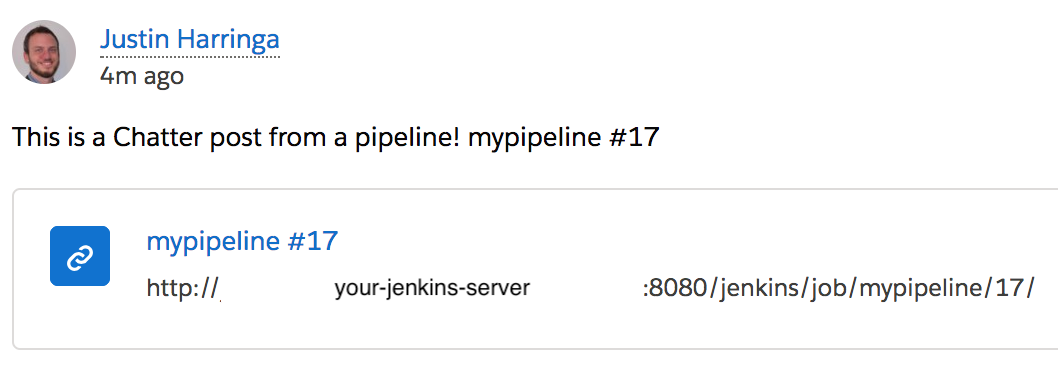 Justin Harringa
4m ago
This is a Chatter post from a pipeline! mypipeline #17
mypipeline #17
http:// your-jenkins-server :8080/jenkins/job/mypipeline/17/